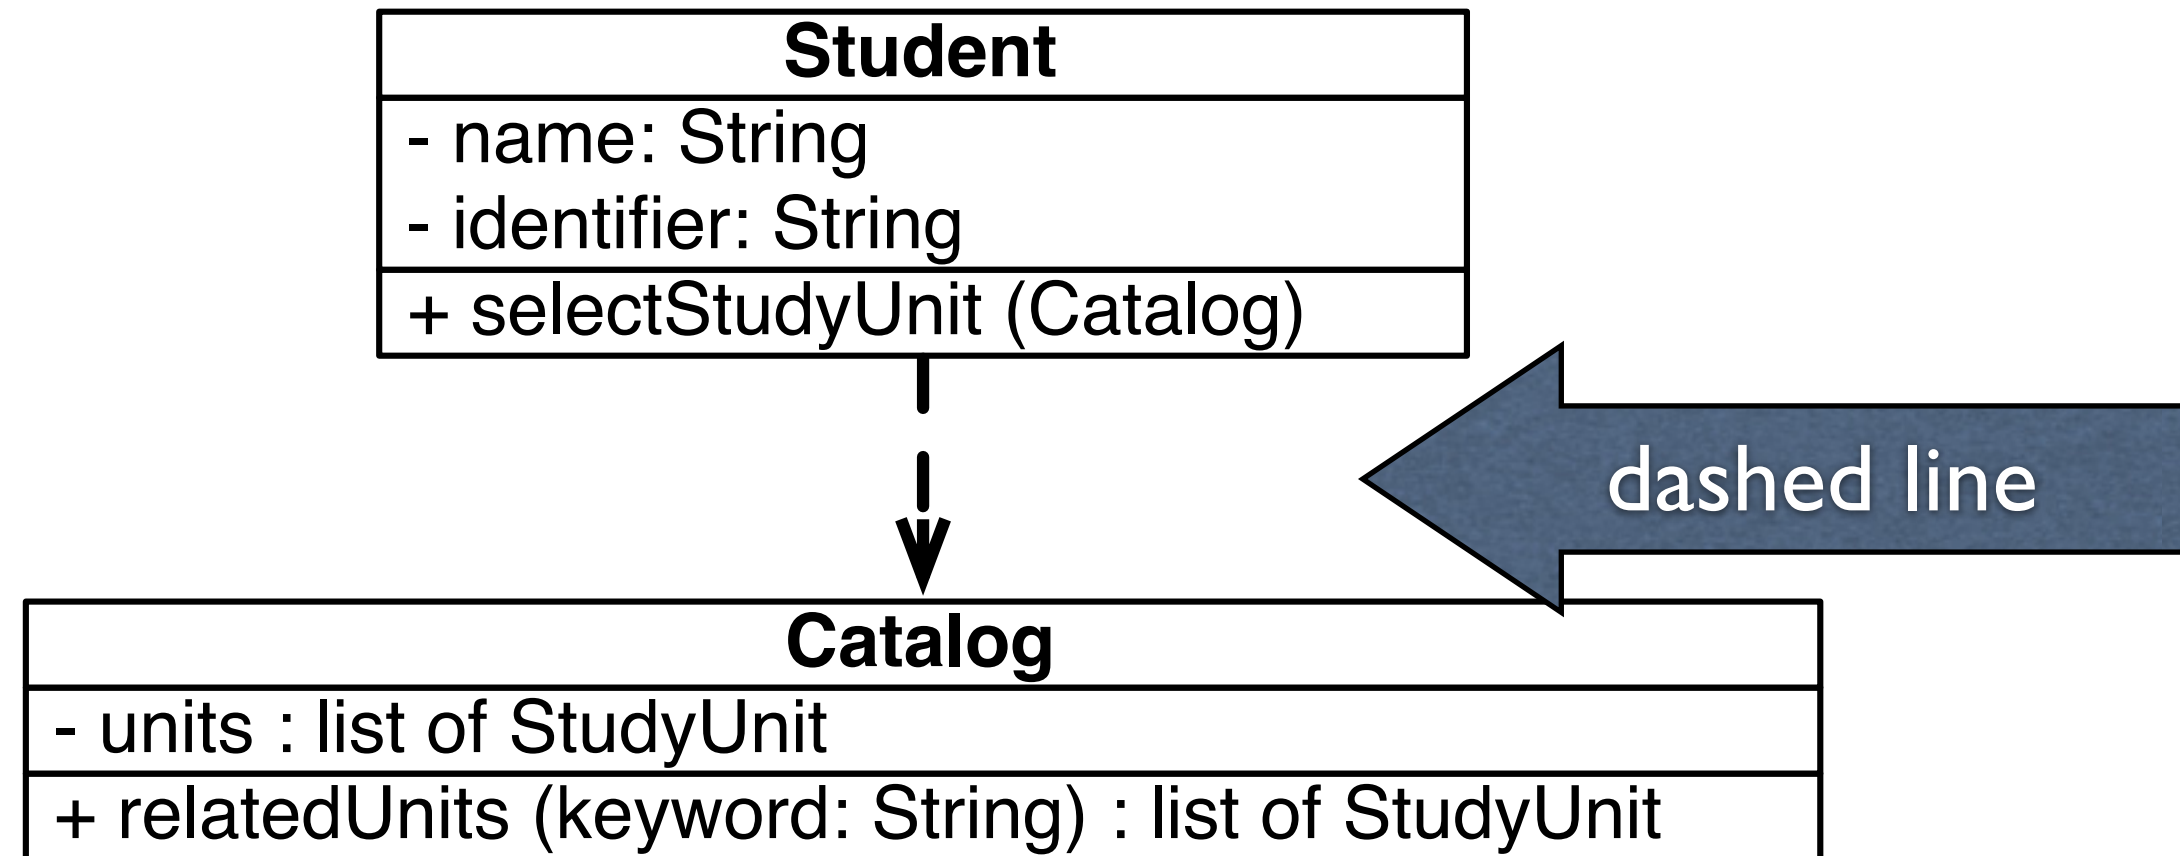 Student
- name: String
- identifier: String
+ selectStudyUnit (Catalog)
dashed line
Catalog
- units : list of StudyUnit
+ relatedUnits (keyword: String) : list of StudyUnit